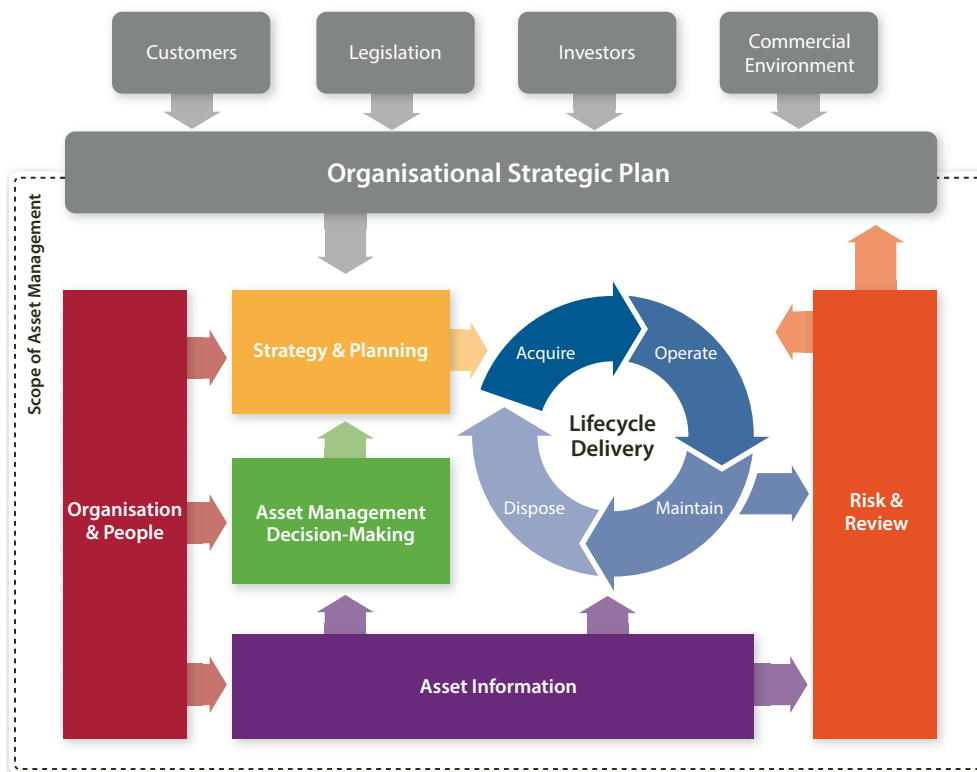 Customers
Legislation
Investors
Commercial
Environment
Organisational Strategic Plan
Scope of Asset Management
Strategy & Planning
Acquire
Operate
Lifecycle
Delivery
Organisation
& People
Asset Management
Decision-Making
Dispose
Maintain
Risk &
Review
Asset Information